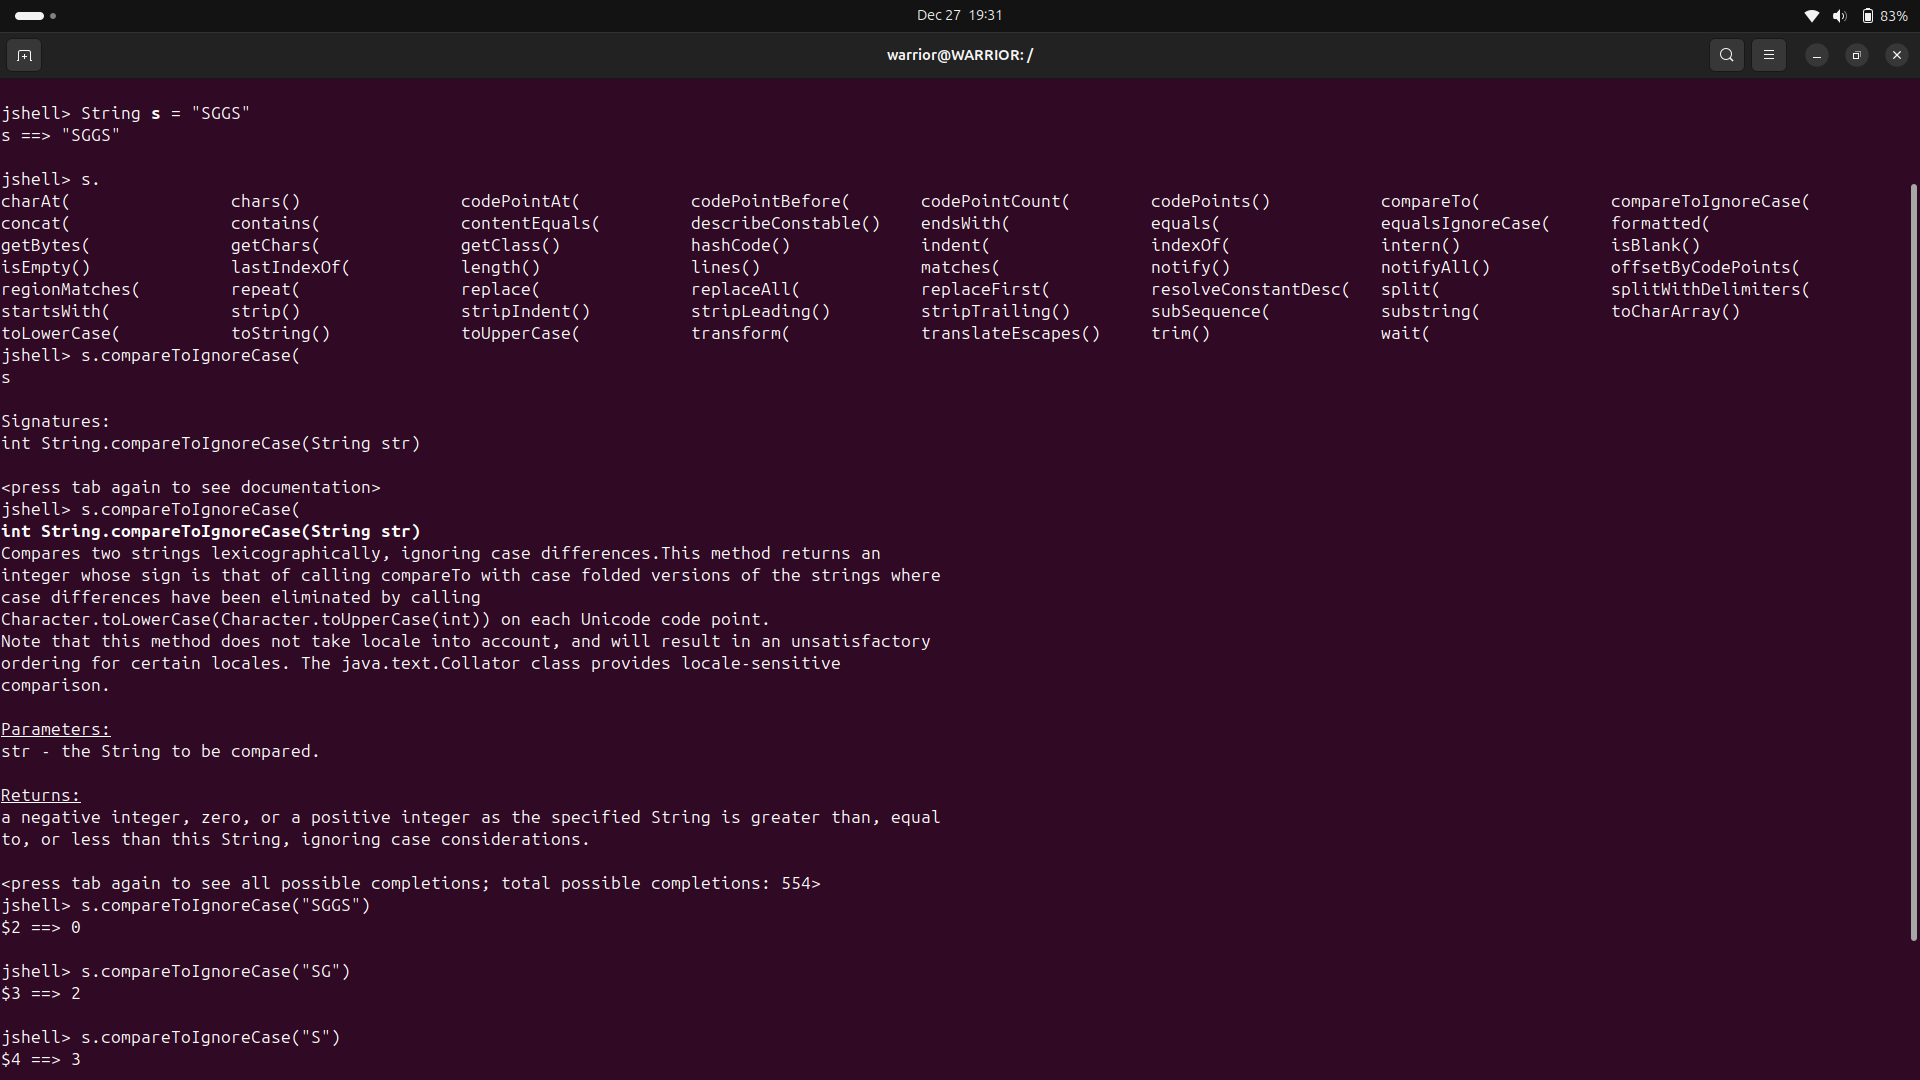 Dec 27  19:31
83%
warrior@WARRIOR: /
jshell> String s = "SGGS"
s ==> "SGGS"
jshell> s.
charAt( chars() codePointAt( codePointBefore( codePointCount( codePoints() compareTo( compareToIgnoreCase(
concat( contains( contentEquals( describeConstable() endsWith( equals( equalsIgnoreCase( formatted(
getBytes( getChars( getClass() hashCode() indent( indexOf( intern() isBlank()
isEmpty() lastIndexOf( length() lines() matches( notify() notifyAll() offsetByCodePoints(
regionMatches( repeat( replace( replaceAll( replaceFirst( resolveConstantDesc( split( splitWithDelimiters(
startsWith( strip() stripIndent() stripLeading() stripTrailing() subSequence( substring( toCharArray()
toLowerCase( toString() toUpperCase( transform( translateEscapes() trim() wait(
jshell> s.compareToIgnoreCase(
s
Signatures:
int String.compareToIgnoreCase(String str)
<press tab again to see documentation>
jshell> s.compareToIgnoreCase(
int String.compareToIgnoreCase(String str)
Compares two strings lexicographically, ignoring case differences.This method returns an
integer whose sign is that of calling compareTo with case folded versions of the strings where
case differences have been eliminated by calling
Character.toLowerCase(Character.toUpperCase(int)) on each Unicode code point.
Note that this method does not take locale into account, and will result in an unsatisfactory
ordering for certain locales. The java.text.Collator class provides locale-sensitive
comparison.
Parameters:
str - the String to be compared.
Returns:
a negative integer, zero, or a positive integer as the specified String is greater than, equal
to, or less than this String, ignoring case considerations.
<press tab again to see all possible completions; total possible completions: 554>
jshell> s.compareToIgnoreCase("SGGS")
$2 ==> 0
jshell> s.compareToIgnoreCase("SG")
$3 ==> 2
jshell> s.compareToIgnoreCase("S")
$4 ==> 3